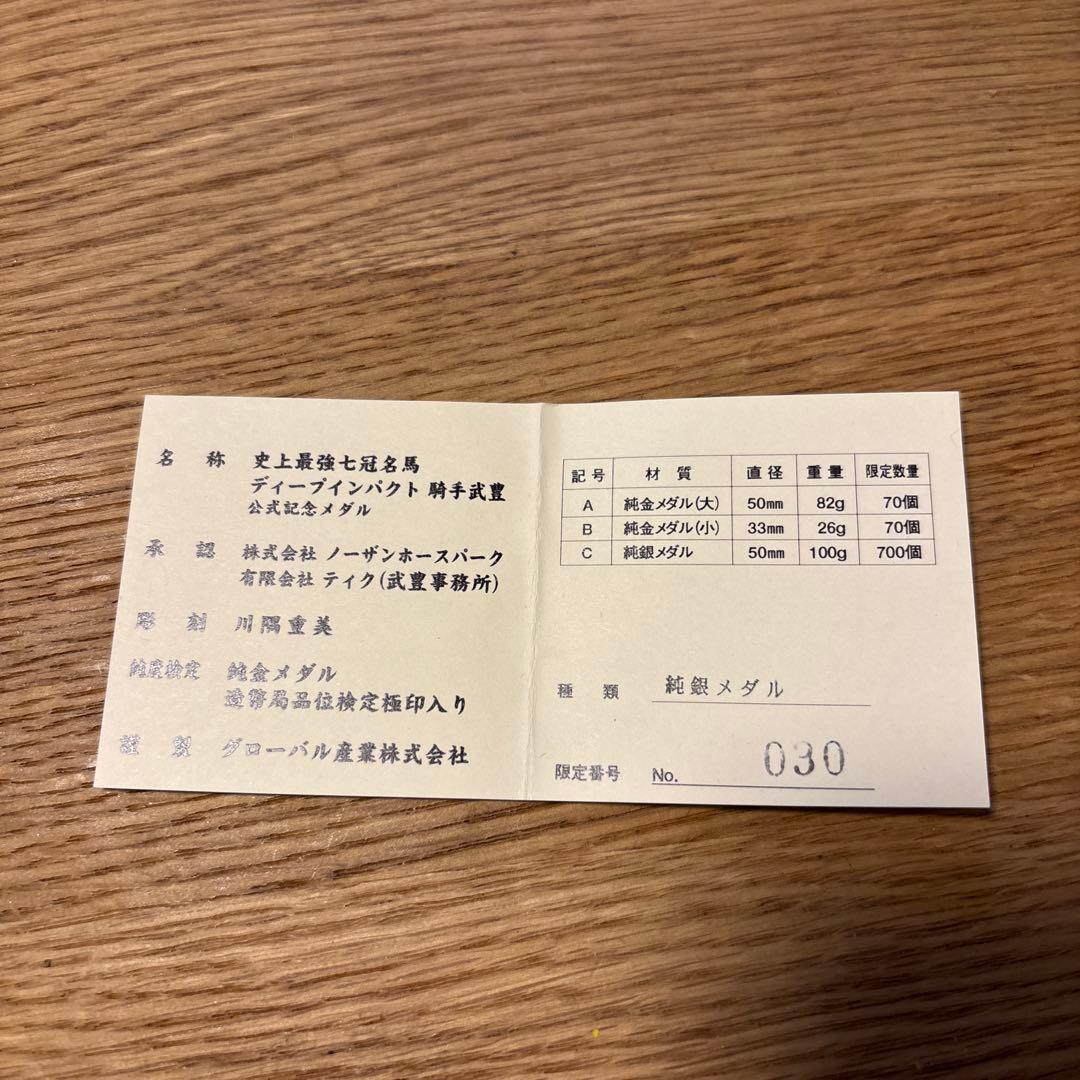 名 称 史上最強七冠名馬
ディープインパクト 騎手武豊
公式記念メダル
承 認 株式会社 ノーザンホースパーク
有限会社 ティク(武豊事務所)
彫 刻 川隅重美
純度検定 純金メダル
造幣局品位検定極印入り
謹 製 グローバル産業株式会社
記号 材 質 直径 重量 限定数量
A 純金メダル(大) 50mm 82g 70個
B 純金メダル(小) 33mm 26g 70個
C 純銀メダル 50mm 100g 700個
種 類 純銀メダル
限定番号 No. 030